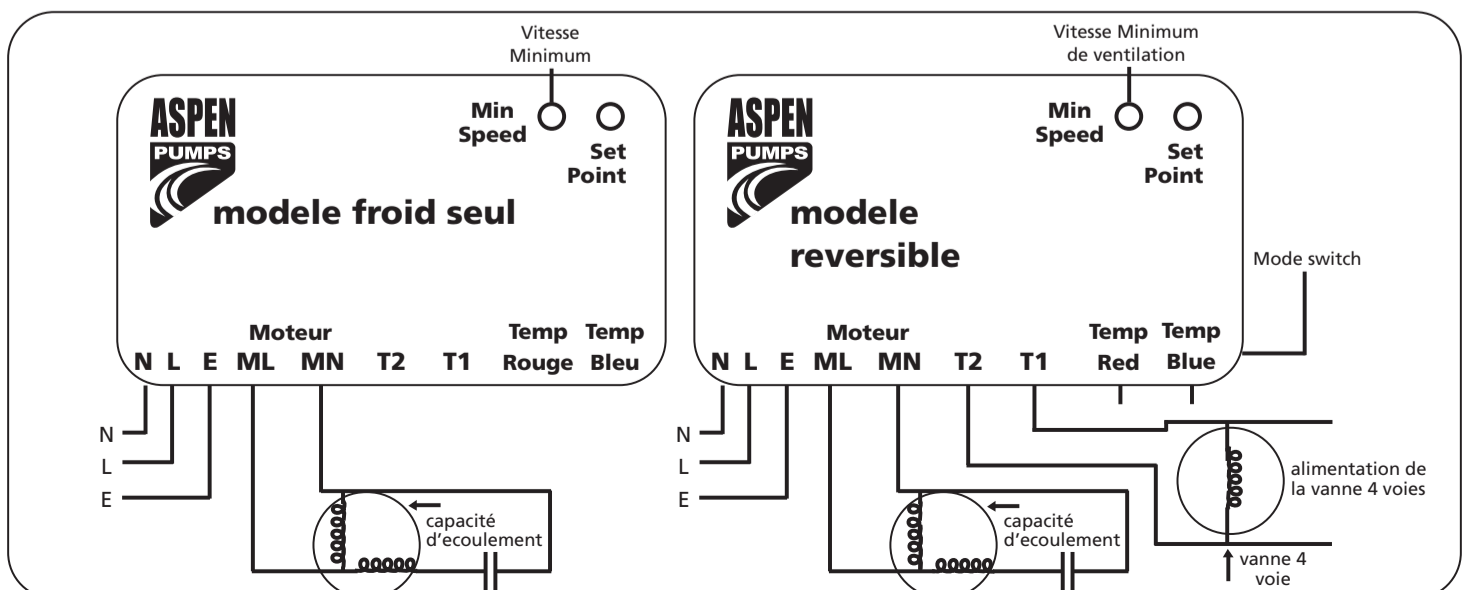 Vitesse
Minimum
ASPEN
PUMPS
Min
Speed
Set
Point
modele froid seul
Moteur
Temp Temp
N L E ML MN T2 T1 Rouge Bleu
N
L
E
capacité
d'ecoulement
Vitesse Minimum
de ventilation
ASPEN
PUMPS
Min
Speed
Set
Point
modele
reversible
Mode switch
Moteur
Temp Temp
N L E ML MN T2 T1 Red Blue
N
L
E
capacité
d'ecoulement
alimentation de
la vanne 4 voies
vanne 4
voie